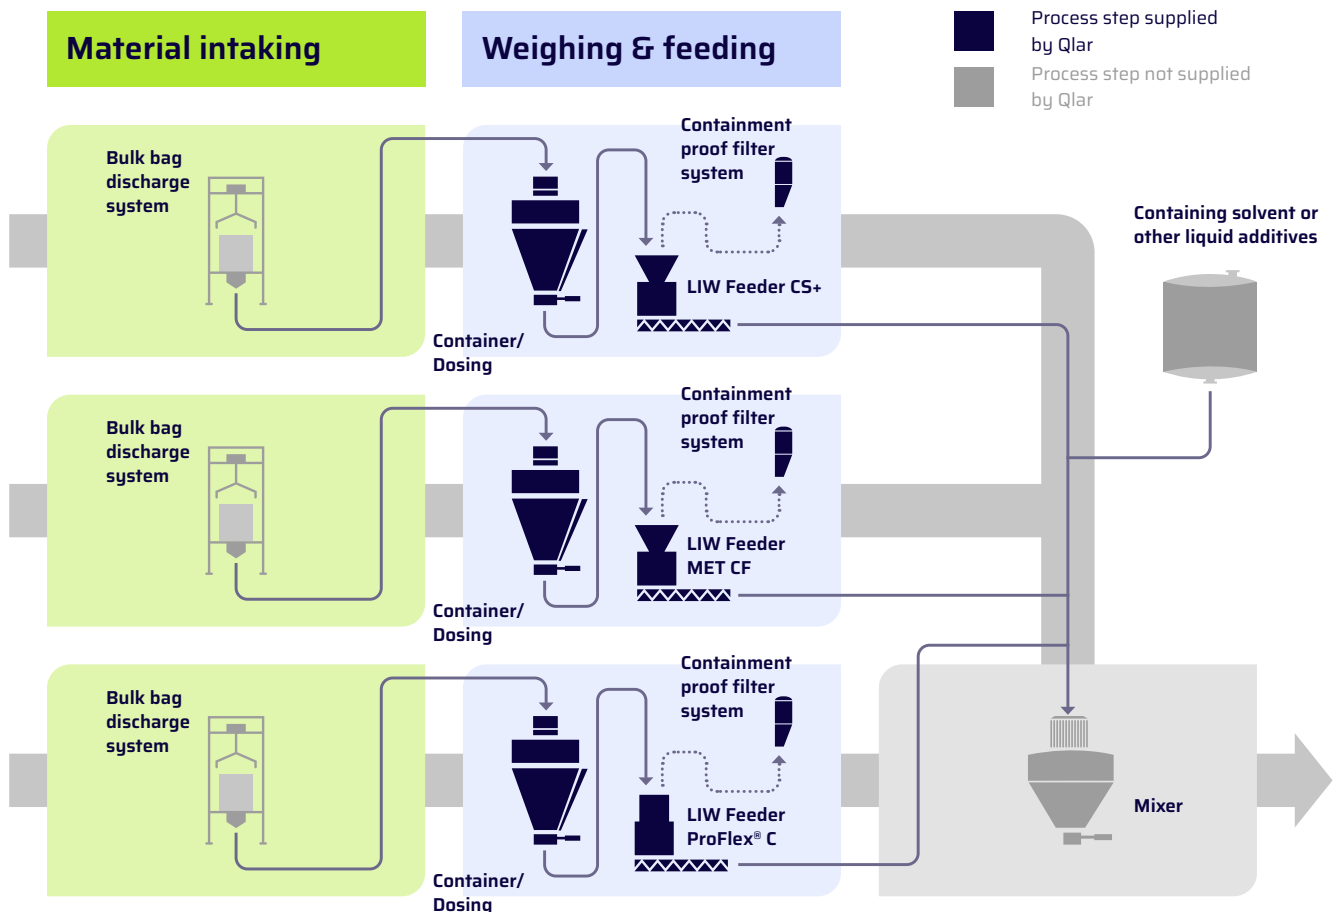 Material intaking
Weighing & feeding
Process step supplied
by Qlar
Process step not supplied
by Qlar
Bulk bag
discharge
system
Containment
proof filter
system
LIW Feeder CS+
Container/
Dosing
Containing solvent or
other liquid additives
Bulk bag
discharge
system
Containment
proof filter
system
LIW Feeder
MET CF
Container/
Dosing
Bulk bag
discharge
system
Containment
proof filter
system
LIW Feeder
ProFlex® C
Container/
Dosing
Mixer